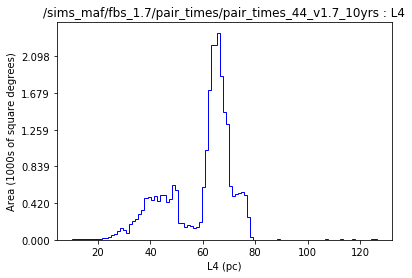 /sims_maf/fbs_1.7/pair_times/pair_times_44_v1.7_10yrs : L4
2.098
1.679
1.259
0.839
0.420
0.000
Area (1000s of square degrees)
20 40 60 80 100 120
L4 (pc)